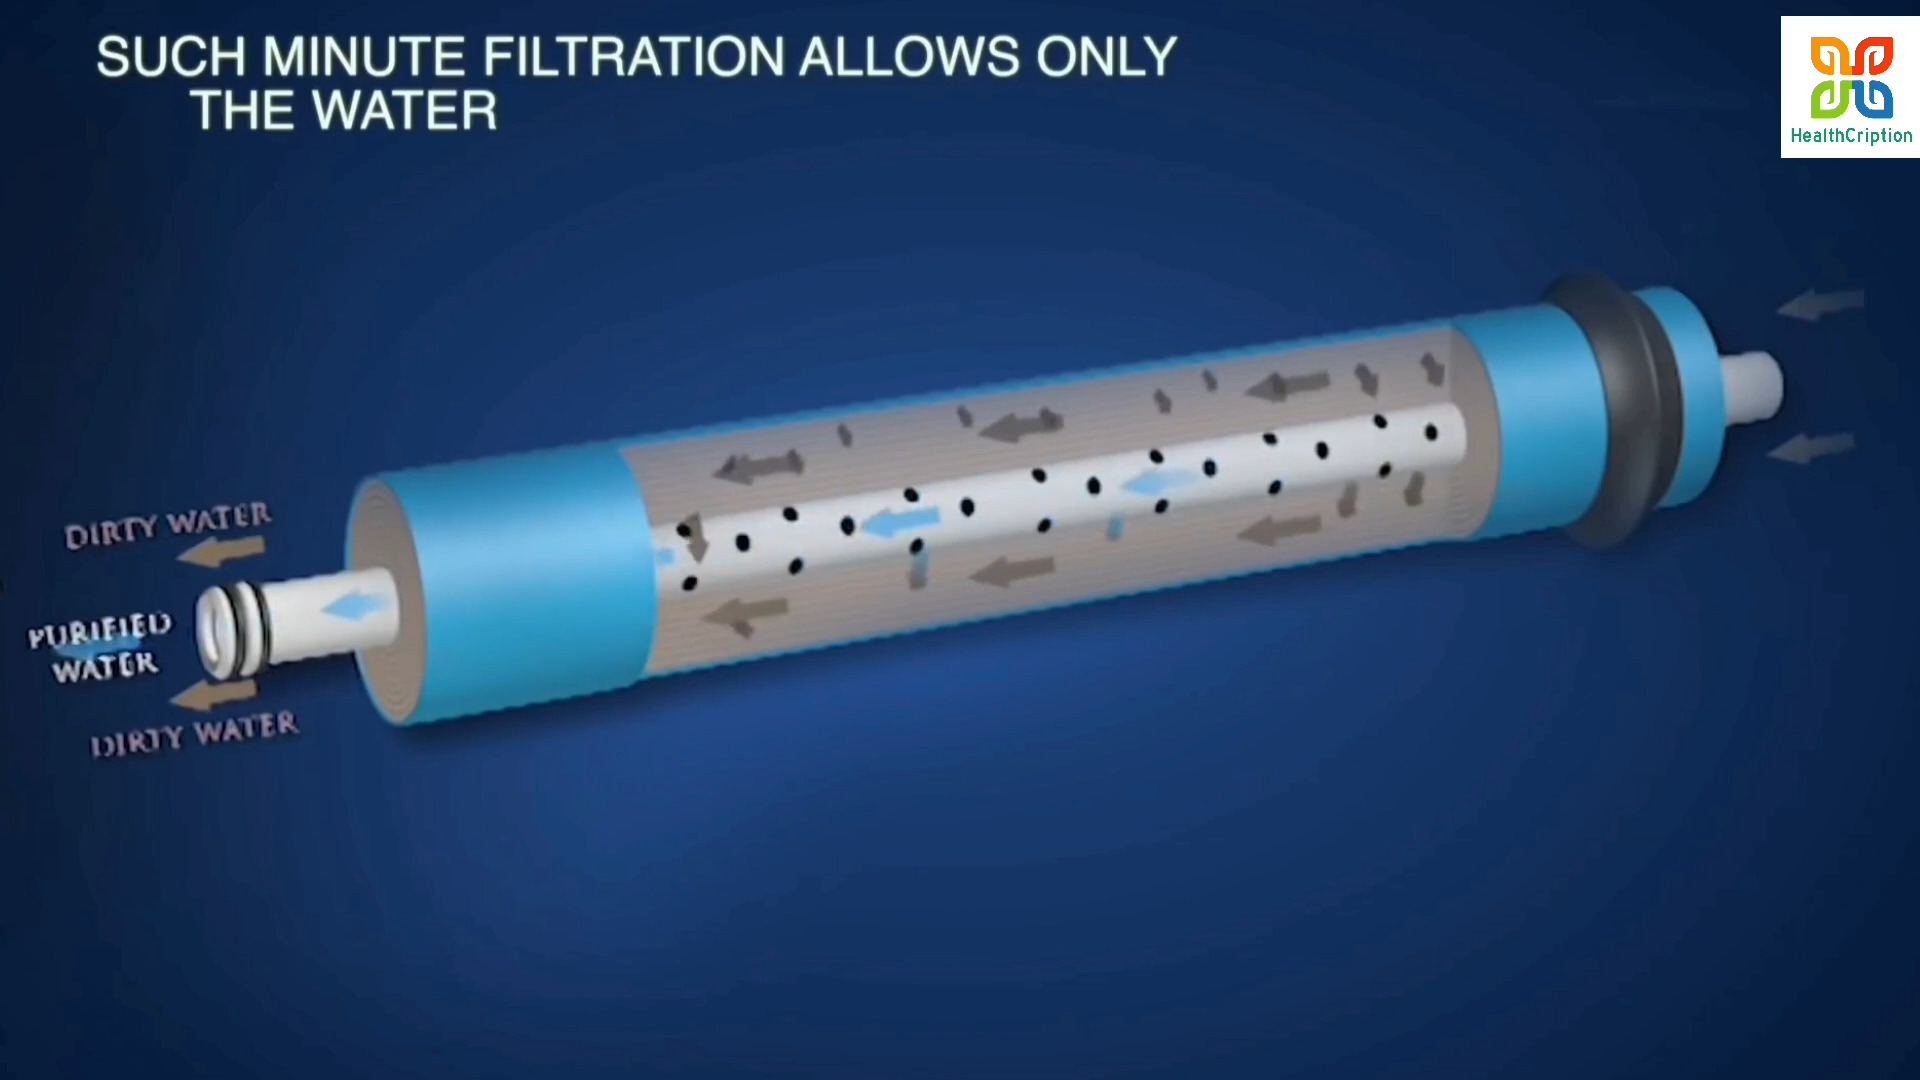 SUCH MINUTE FILTRATION ALLOWS ONLY
THE WATER
HealthCription
DIRTY WATER
PURIFIED
WATER
DIRTY WATER